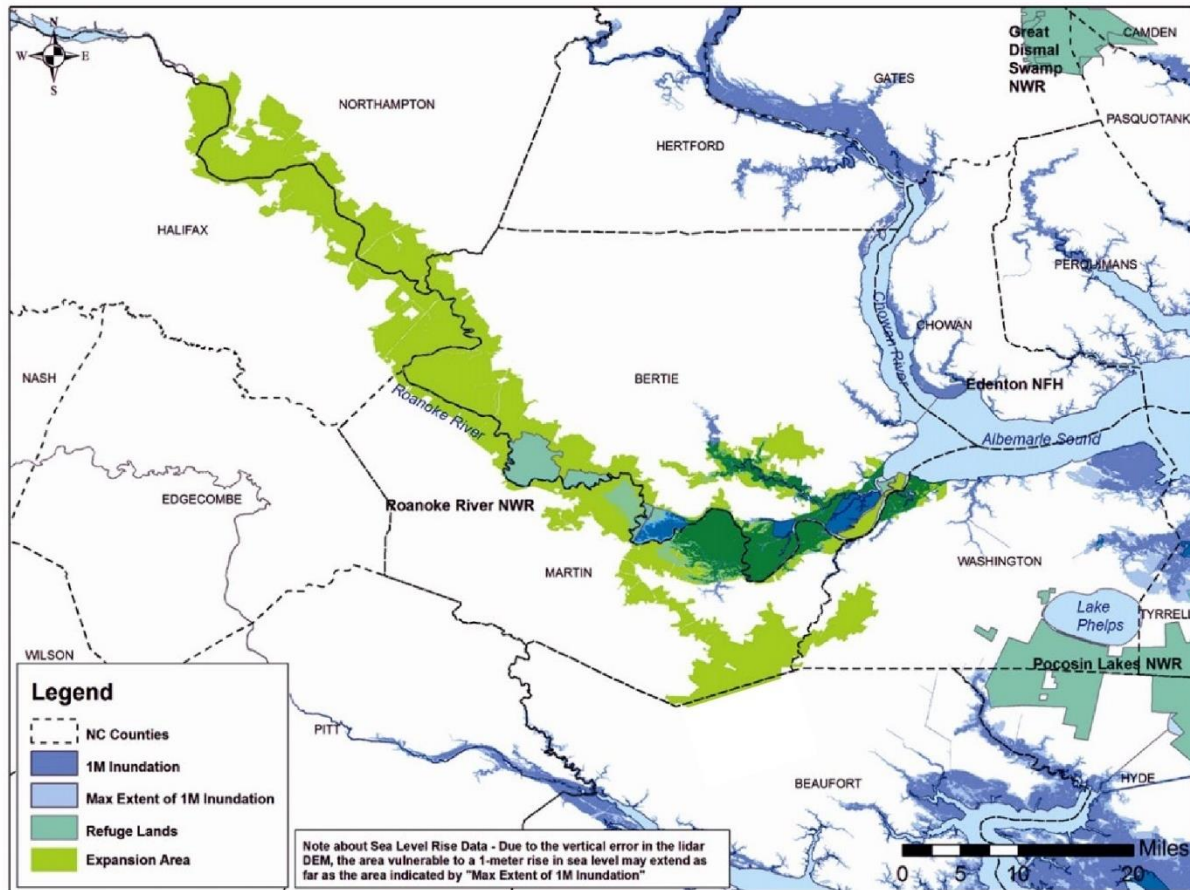 N
W E
S
Great
Dismal
Swamp
NWR
CAMDEN
GATES
NORTHAMPTON
PASQUOTANK
HERTFORD
HALIFAX
PERQUIMANS
Chowan River
CHOWAN
NASH
BERTIE
Edenton NFH
Roanoke River
Albemarle Sound
EDGECOMBE
Roanoke River NWR
WASHINGTON
MARTIN
Lake
Phelps
TYRRELL
WILSON
Pocosin Lakes NWR
Legend
NC Counties
1M Inundation
Max Extent of 1M Inundation
Refuge Lands
Expansion Area
PITT
BEAUFORT
HYDE
Note about Sea Level Rise Data - Due to the vertical error in the lidar
DEM, the area vulnerable to a 1-meter rise in sea level may extend as
far as the area indicated by "Max Extent of 1M Inundation"
Miles
0 5 10 20